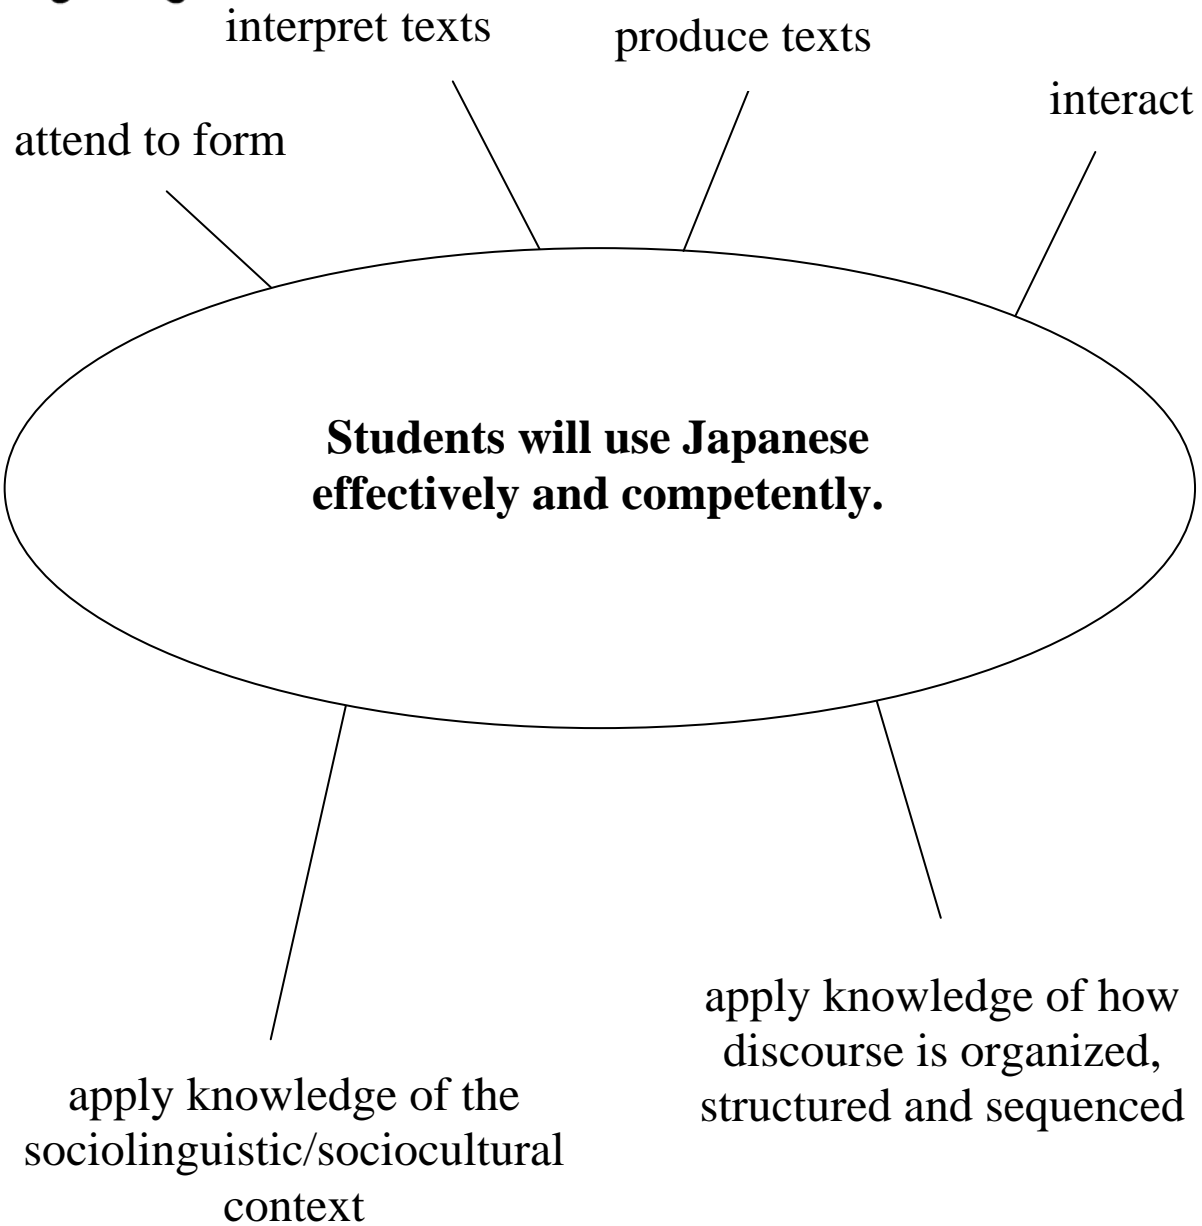 interpret texts
produce texts
interact
attend to form
Students will use Japanese
effectively and competently.
apply knowledge of how
discourse is organized,
structured and sequenced
apply knowledge of the
sociolinguistic/sociocultural
context